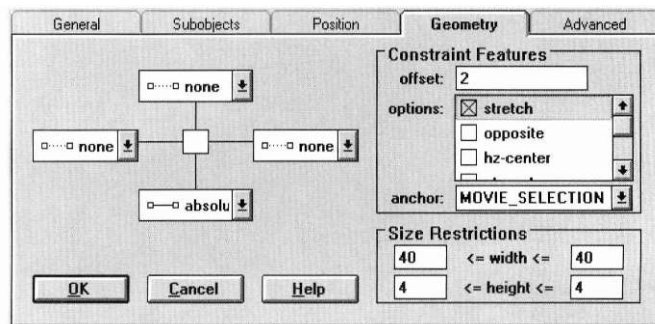 General Subobjects Position Geometry Advanced
none
none
none
absolu
OK Cancel Help
Constraint Features
offset: 2
options: stretch
opposite
hz-center
anchor: MOVIE_SELECTION
Size Restrictions
40 <= width <= 40
4 <= height <= 4